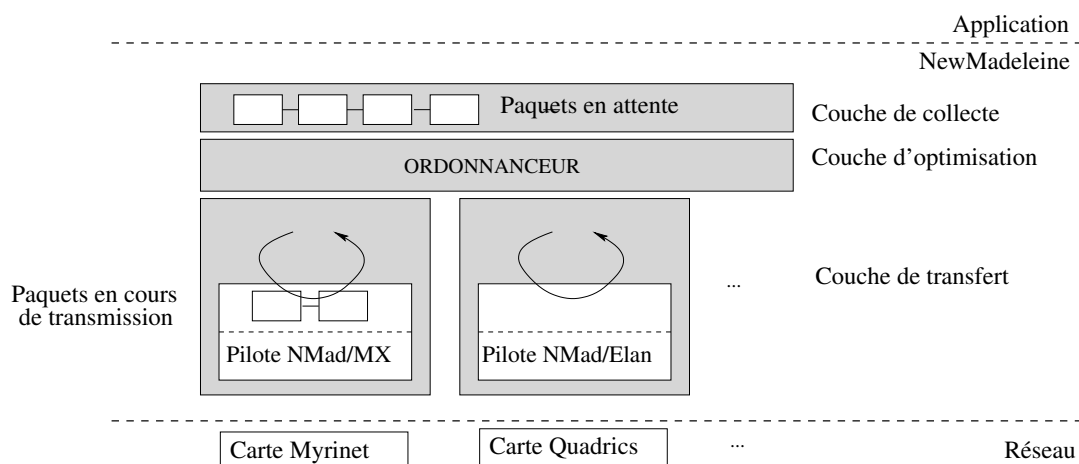 Application
NewMadeleine
Paquets en attente
Couche de collecte
ORDONNANCEUR
Couche d'optimisation
Paquets en cours
de transmission
...
Couche de transfert
Pilote NMad/MX
Pilote NMad/Elan
Carte Myrinet
Carte Quadrics
...
Réseau